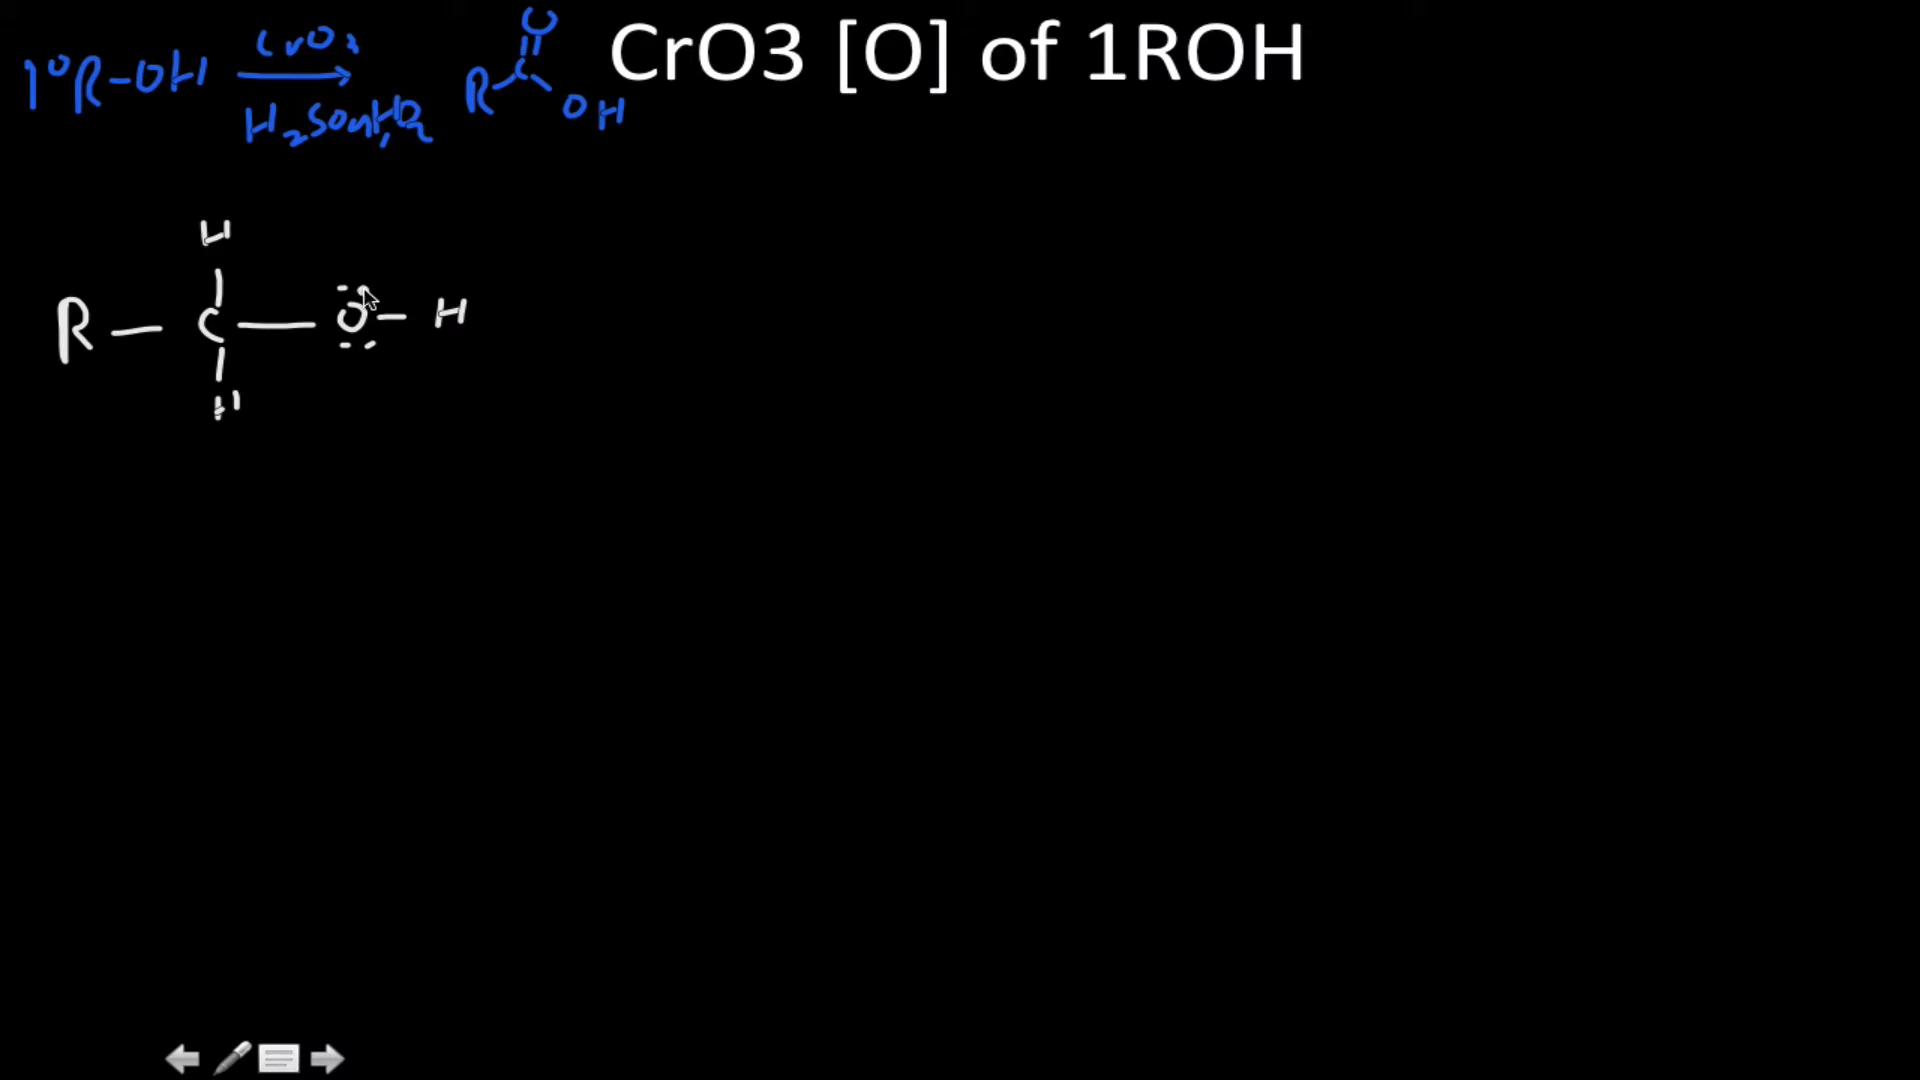 CrO3 [O] of 1ROH
1°R-OH
CrO3
H2SO4, H2O
O
R C OH
H
R - C - O - H
H